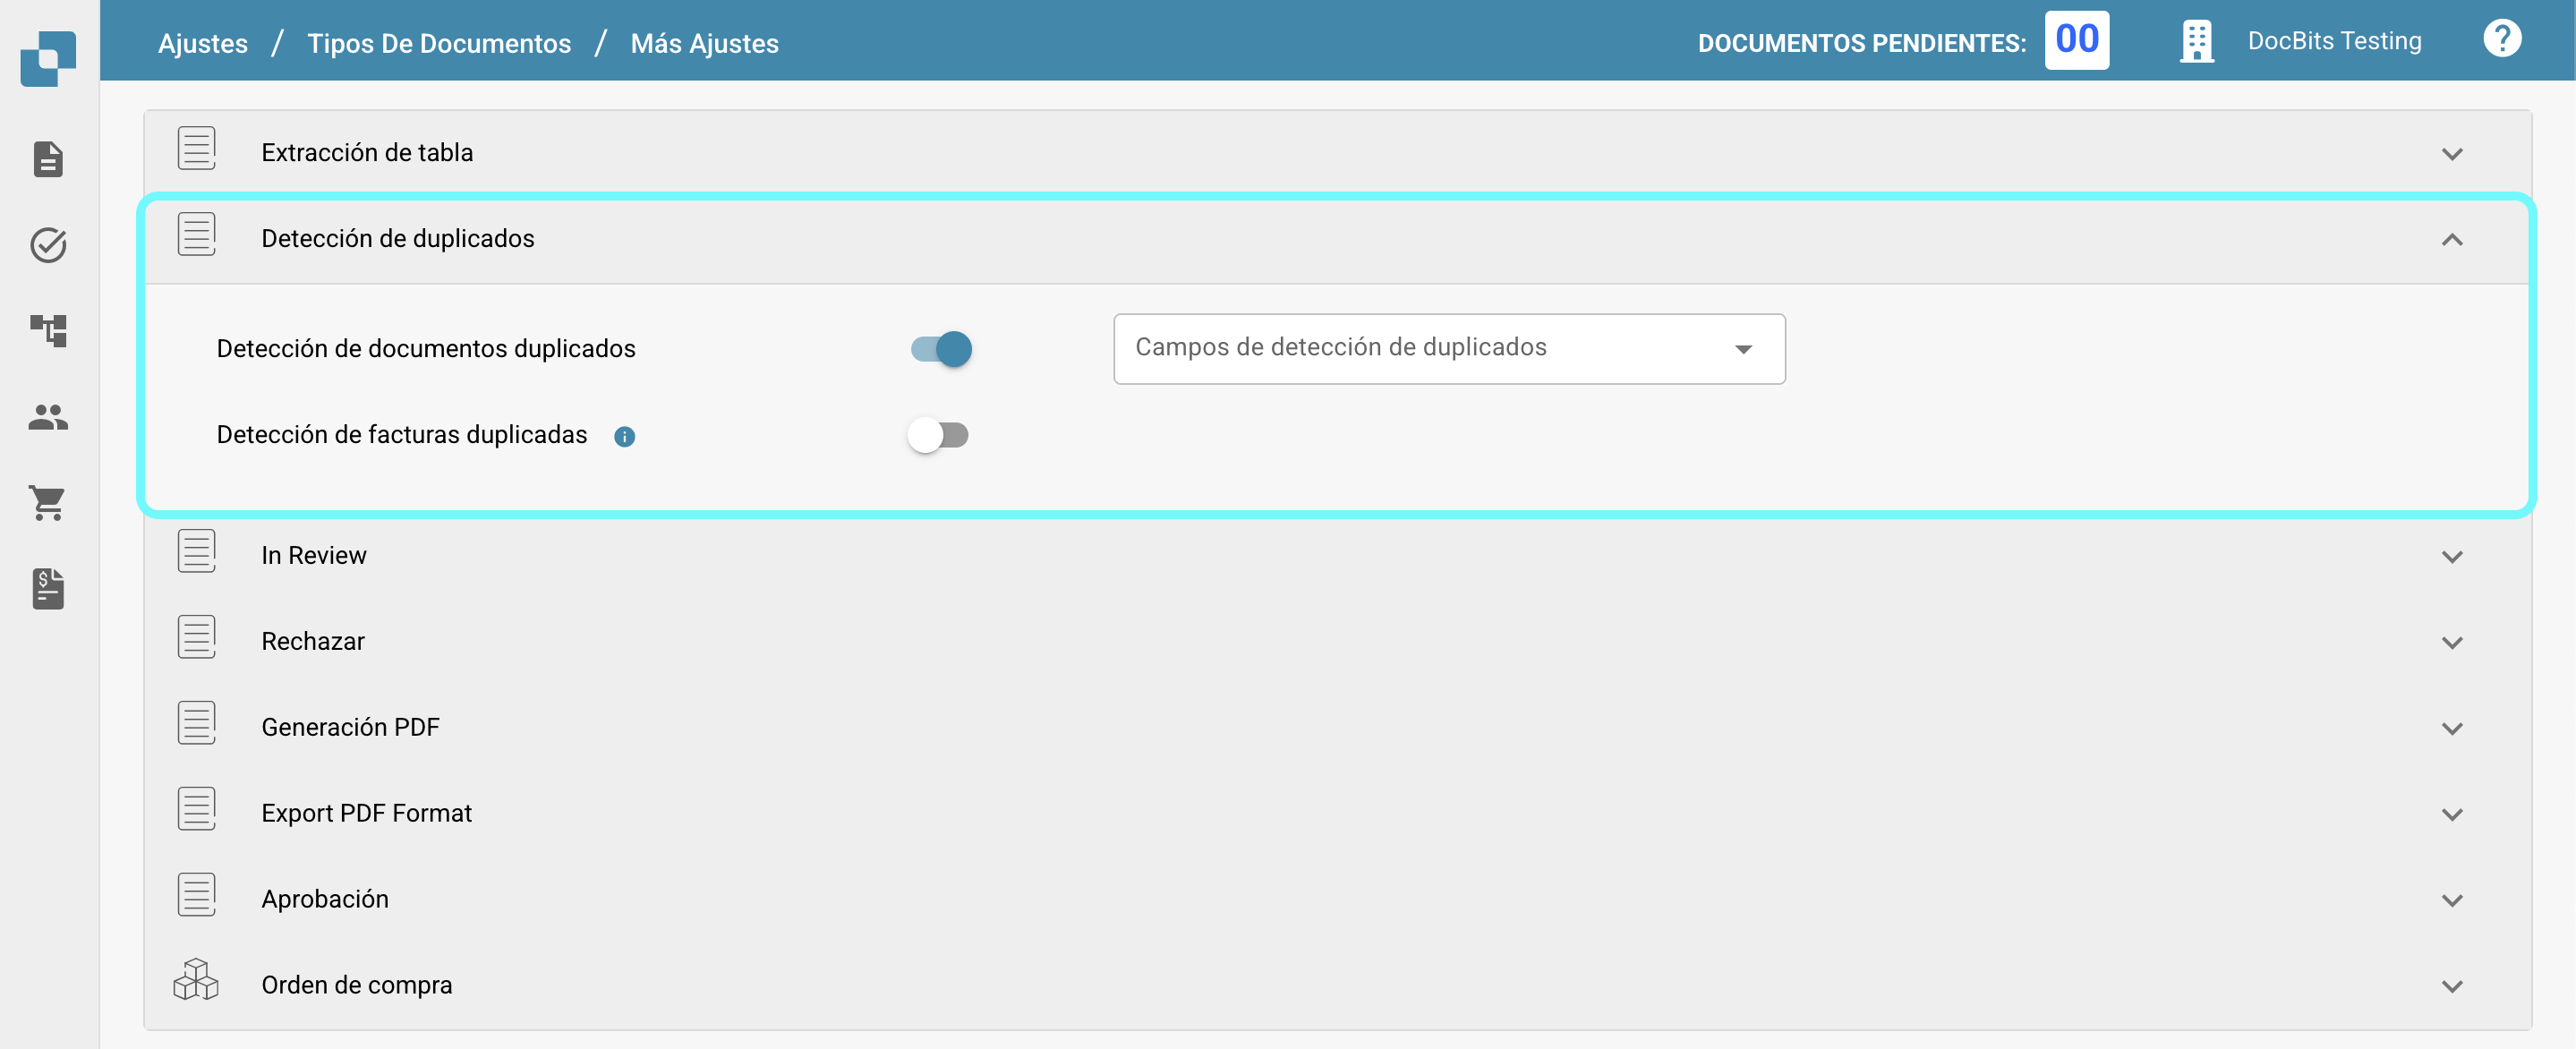 Ajustes / Tipos De Documentos / Más Ajustes
DOCUMENTOS PENDIENTES: 00
DocBits Testing
?
Extracción de tabla
Detección de duplicados
Detección de documentos duplicados
Campos de detección de duplicados
Detección de facturas duplicadas
In Review
Rechazar
Generación PDF
Export PDF Format
Aprobación
Orden de compra